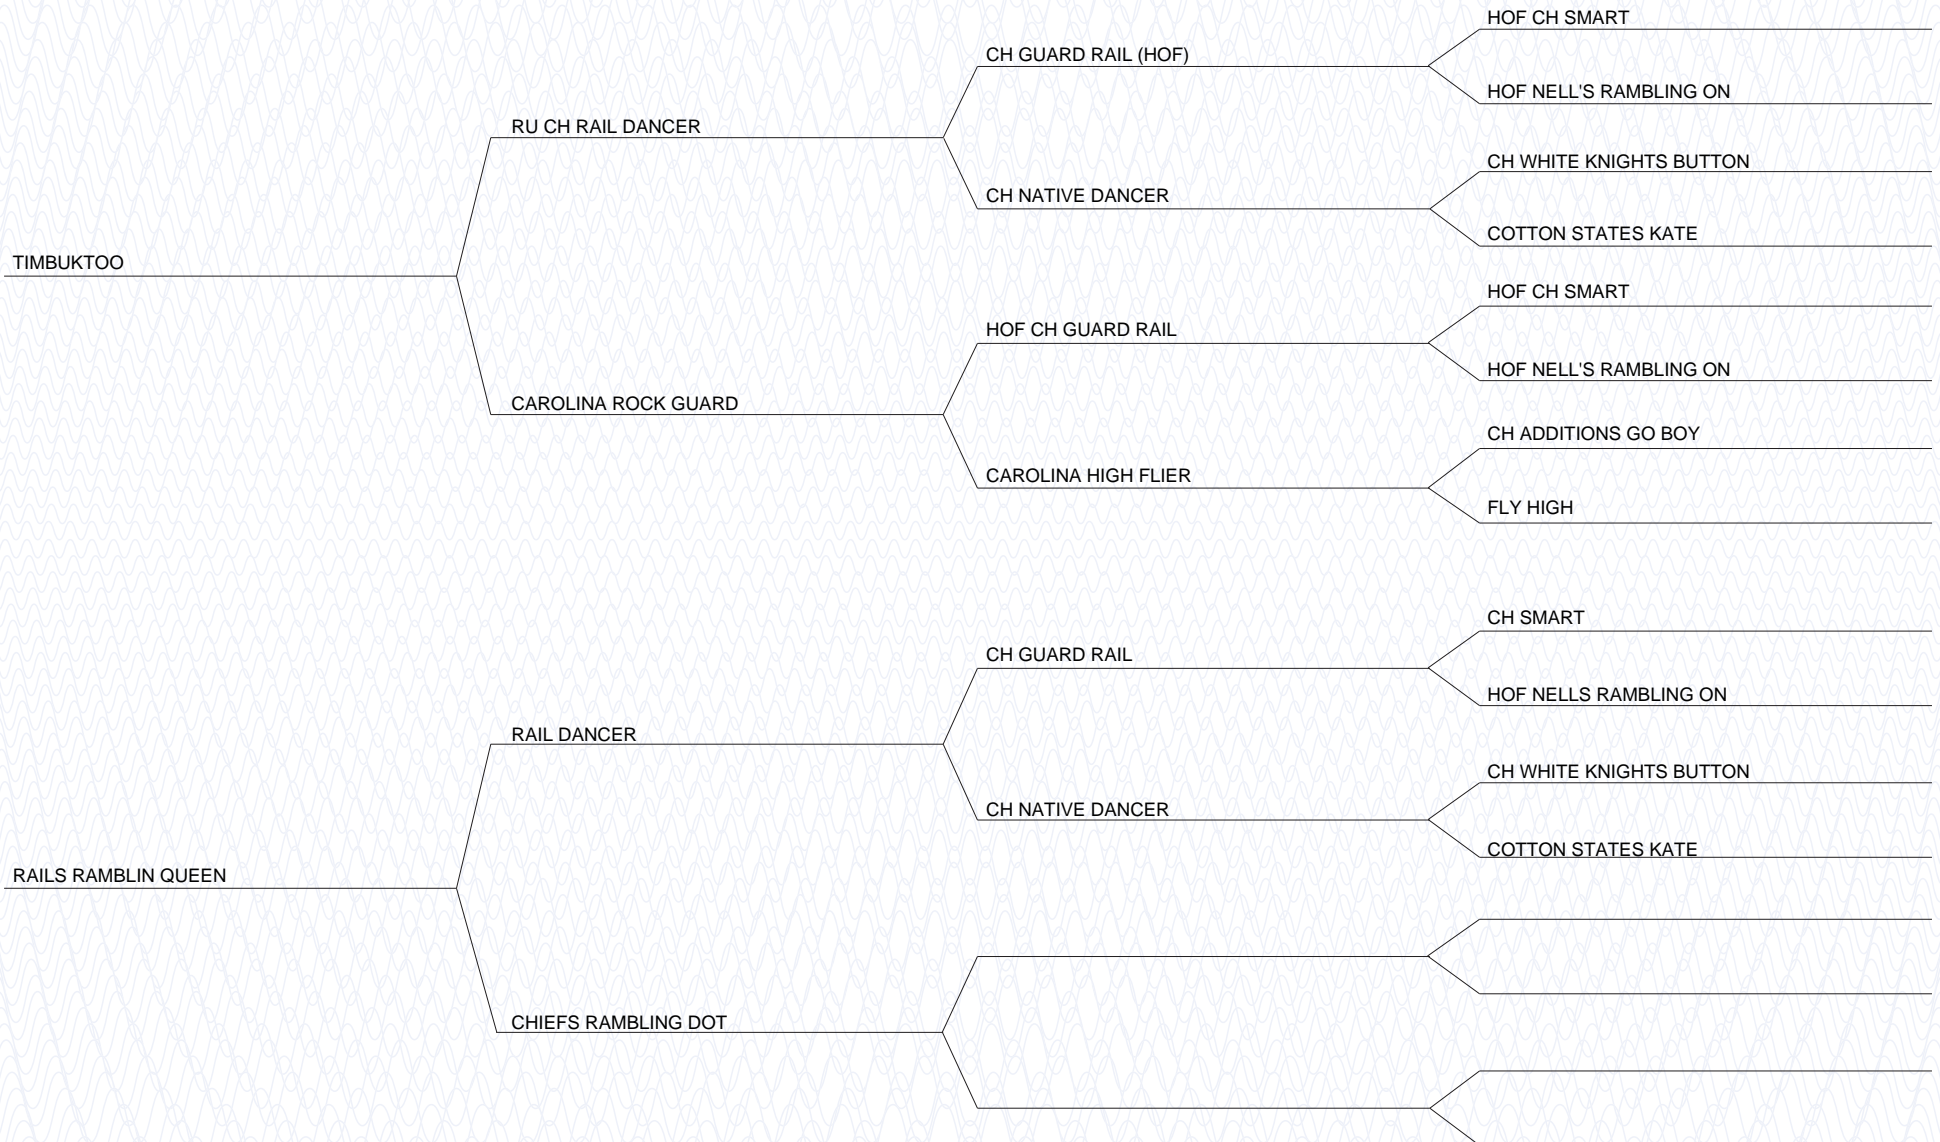 HOF CH SMART
CH GUARD RAIL (HOF)
HOF NELL'S RAMBLING ON
RU CH RAIL DANCER
CH WHITE KNIGHTS BUTTON
CH NATIVE DANCER
COTTON STATES KATE
TIMBUKTOO
HOF CH SMART
HOF CH GUARD RAIL
HOF NELL'S RAMBLING ON
CAROLINA ROCK GUARD
CH ADDITIONS GO BOY
CAROLINA HIGH FLIER
FLY HIGH
CH SMART
CH GUARD RAIL
HOF NELLS RAMBLING ON
RAIL DANCER
CH WHITE KNIGHTS BUTTON
CH NATIVE DANCER
COTTON STATES KATE
RAILS RAMBLIN QUEEN
CHIEFS RAMBLING DOT